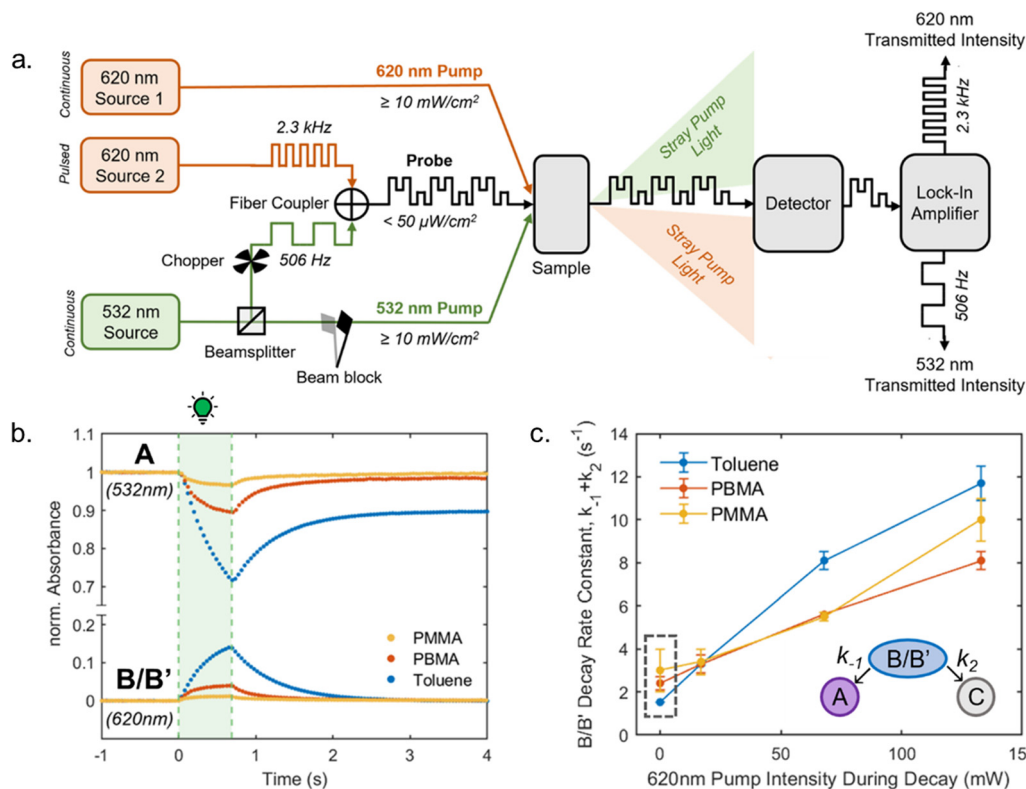 a.
Continuous
620 nm
Source 1
620 nm Pump
≥ 10 mW/cm²
Pulsed
620 nm
Source 2
2.3 kHz
Fiber Coupler
Probe
< 50 μW/cm²
Chopper
506 Hz
Continuous
532 nm
Source
Beamsplitter
Beam block
532 nm Pump
≥ 10 mW/cm²
Sample
Stray Pump
Light
Stray Pump
Light
Detector
Lock-In
Amplifier
620 nm
Transmitted Intensity
2.3 kHz
506 Hz
532 nm
Transmitted Intensity
b.
norm. Absorbance
1.1
1
0.9
0.8
0.7
0.2
0.1
0
A
(532nm)
B/B'
(620nm)
PMMA
PBMA
Toluene
-1 0 1 2 3 4
Time (s)
c.
B/B' Decay Rate Constant, k₋₁+k₂ (s⁻¹)
14
12
10
8
6
4
2
0
Toluene
PBMA
PMMA
k₋₁ B/B' k₂
A C
0 50 100 15
620nm Pump Intensity During Decay (mW)